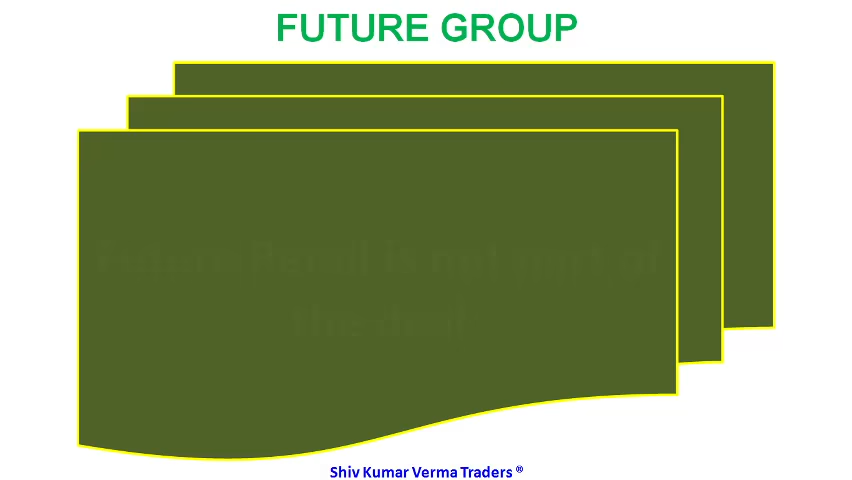 FUTURE GROUP
Future Retail is not part of
the deal
Shiv Kumar Verma Traders ®